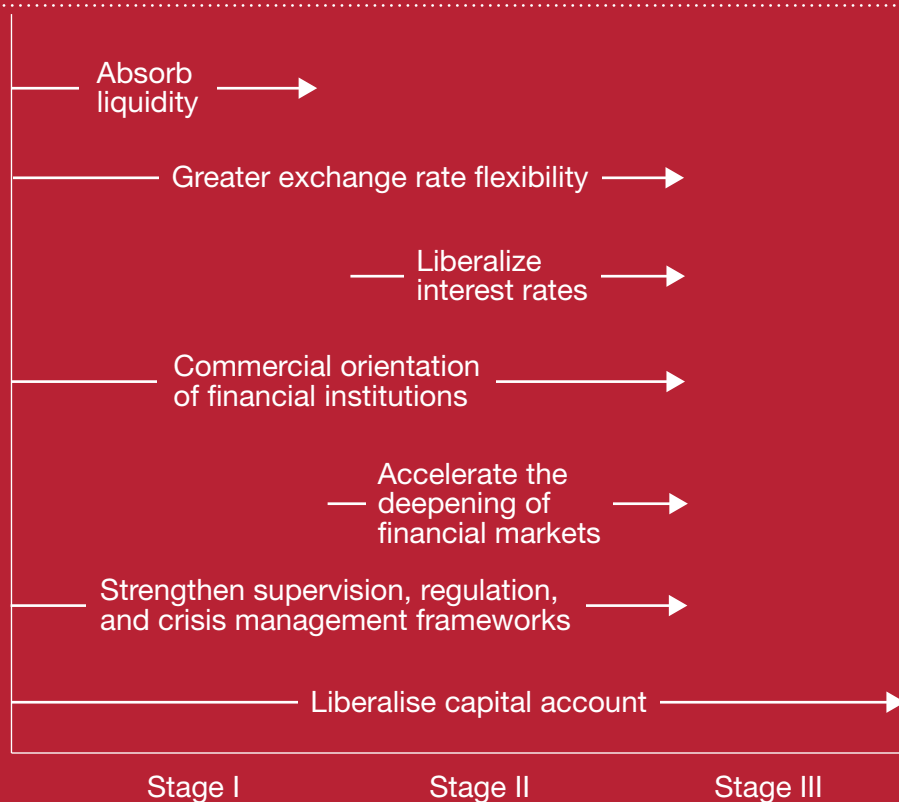 Absorb
liquidity
Greater exchange rate flexibility
Liberalize
interest rates
Commercial orientation
of financial institutions
Accelerate the
deepening of
financial markets
Strengthen supervision, regulation,
and crisis management frameworks
Liberalise capital account
Stage I
Stage II
Stage III